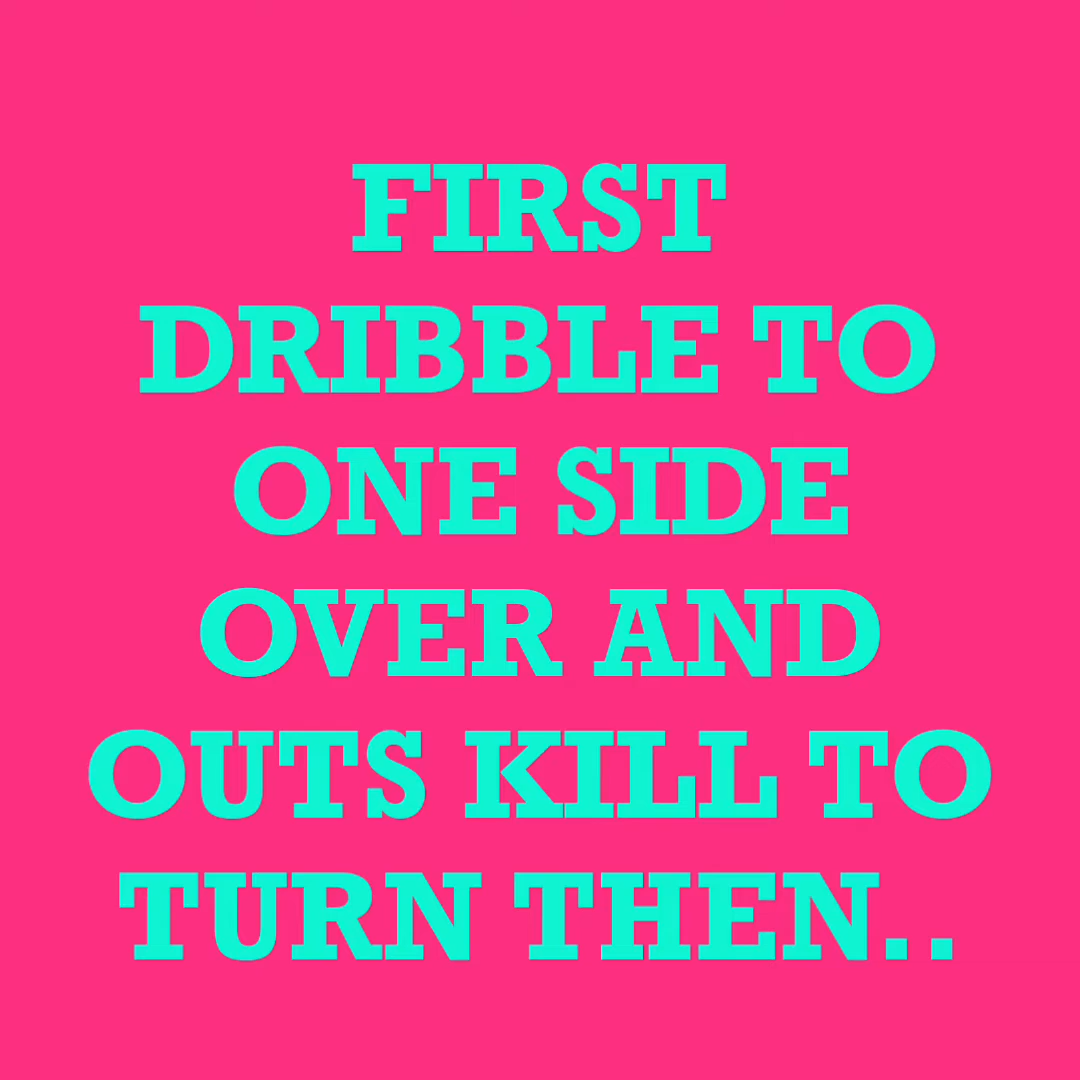 FIRST
DRIBBLE TO
ONE SIDE
OVER AND
OUTS KILL TO
TURN THEN..